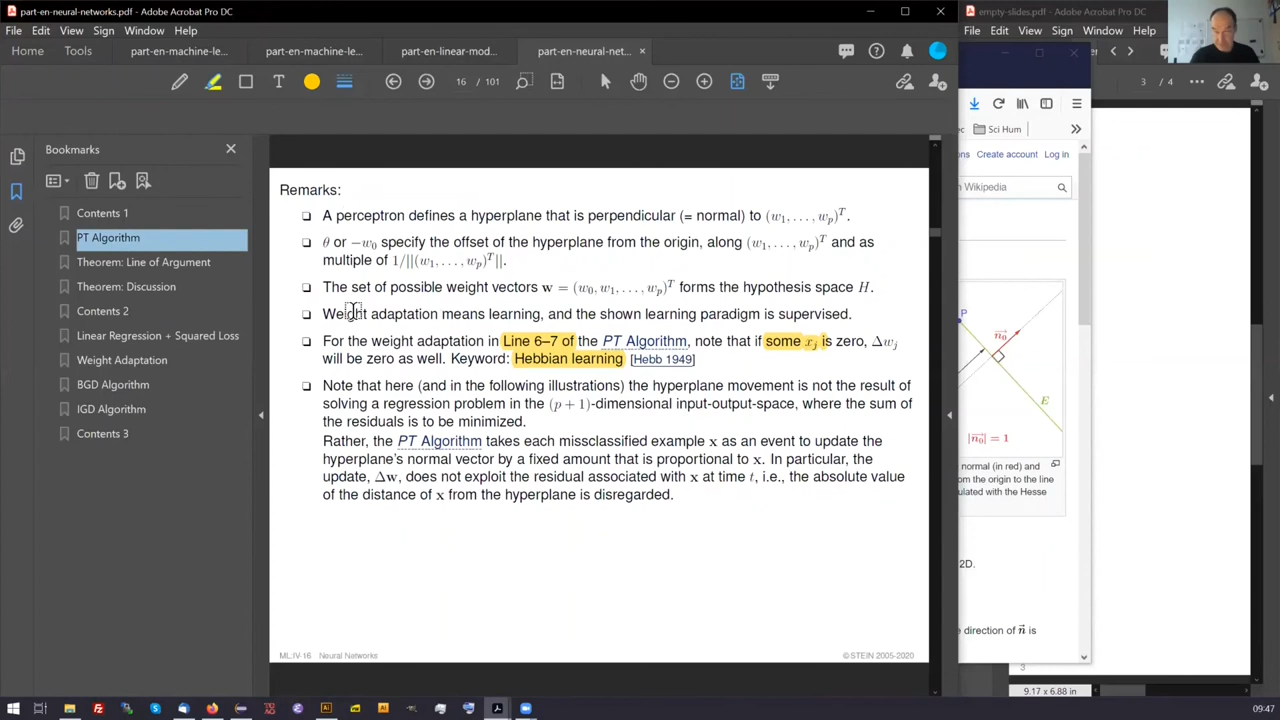 part-en-neural-networks.pdf - Adobe Acrobat Pro DC
File Edit View Sign Window Help
Home Tools part-en-machine-le... part-en-machine-le... part-en-linear-mod... part-en-neural-net... ×
16 / 101
Bookmarks
Contents 1
PT Algorithm
Theorem: Line of Argument
Theorem: Discussion
Contents 2
Linear Regression + Squared Loss
Weight Adaptation
BGD Algorithm
IGD Algorithm
Contents 3
Remarks:
❑ A perceptron defines a hyperplane that is perpendicular (= normal) to (w₁, . . . , wₚ)ᵀ.
❑ θ or −w₀ specify the offset of the hyperplane from the origin, along (w₁, . . . , wₚ)ᵀ and as
multiple of 1/||(w₁, . . . , wₚ)ᵀ||.
❑ The set of possible weight vectors w = (w₀, w₁, . . . , wₚ)ᵀ forms the hypothesis space H.
❑ Weight adaptation means learning, and the shown learning paradigm is supervised.
❑ For the weight adaptation in Line 6–7 of the PT Algorithm, note that if some xⱼ is zero, Δwⱼ
will be zero as well. Keyword: Hebbian learning [Hebb 1949]
❑ Note that here (and in the following illustrations) the hyperplane movement is not the result of
solving a regression problem in the (p + 1)-dimensional input-output-space, where the sum of
the residuals is to be minimized.
Rather, the PT Algorithm takes each missclassified example x as an event to update the
hyperplane's normal vector by a fixed amount that is proportional to x. In particular, the
update, Δw, does not exploit the residual associated with x at time t, i.e., the absolute value
of the distance of x from the hyperplane is disregarded.
ML:IV-16 Neural Networks © STEIN 2005-2020
empty-slides.pdf - Adobe Acrobat Pro DC
File Edit View Sign Window Help
3 / 4
Sci Hum
Create account Log in
Wikipedia
P
n₀
E
|n₀| = 1
normal (in red) and
from the origin to the line
ulated with the Hesse
2D.
e direction of n is
3
9.17 x 6.88 in
09:47